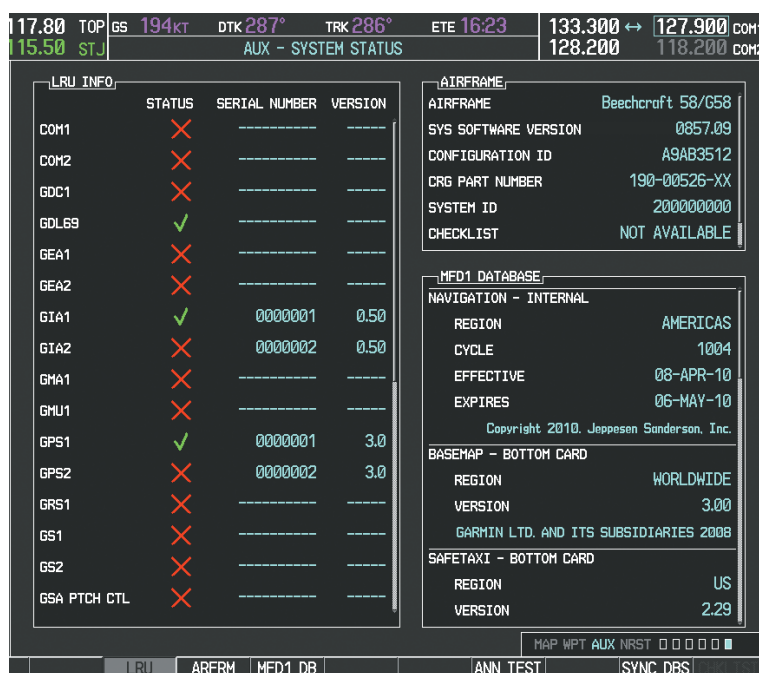 17.80 TOP GS 194KT DTK 287° TRK 286° ETE 16:23 133.300 ↔ 127.900 COM1
115.50 STJ AUX - SYSTEM STATUS 128.200 118.200 COM2
LRU INFO
STATUS SERIAL NUMBER VERSION
COM1 ---------- -----
COM2 ---------- -----
GDC1 ---------- -----
GDL69 ---------- -----
GEA1 ---------- -----
GEA2 ---------- -----
GIA1 0000001 0.50
GIA2 0000002 0.50
GMA1 ---------- -----
GMU1 ---------- -----
GPS1 0000001 3.0
GPS2 0000002 3.0
GRS1 ---------- -----
GS1 ---------- -----
GS2 ---------- -----
GSA PTCH CTL ---------- -----
AIRFRAME
AIRFRAME Beechcraft 58/G58
SYS SOFTWARE VERSION 0857.09
CONFIGURATION ID A9AB3512
CRG PART NUMBER 190-00526-XX
SYSTEM ID 200000000
CHECKLIST NOT AVAILABLE
MFD1 DATABASE
NAVIGATION - INTERNAL
REGION AMERICAS
CYCLE 1004
EFFECTIVE 08-APR-10
EXPIRES 06-MAY-10
Copyright 2010, Jeppesen Sanderson, Inc.
BASEMAP - BOTTOM CARD
REGION WORLDWIDE
VERSION 3.00
GARMIN LTD. AND ITS SUBSIDIARIES 2008
SAFETAXI - BOTTOM CARD
REGION US
VERSION 2.29
MAP WPT AUX NRST
LRU ARFRM MFD1 DB ANN TEST SYNC DBS CHKLIST